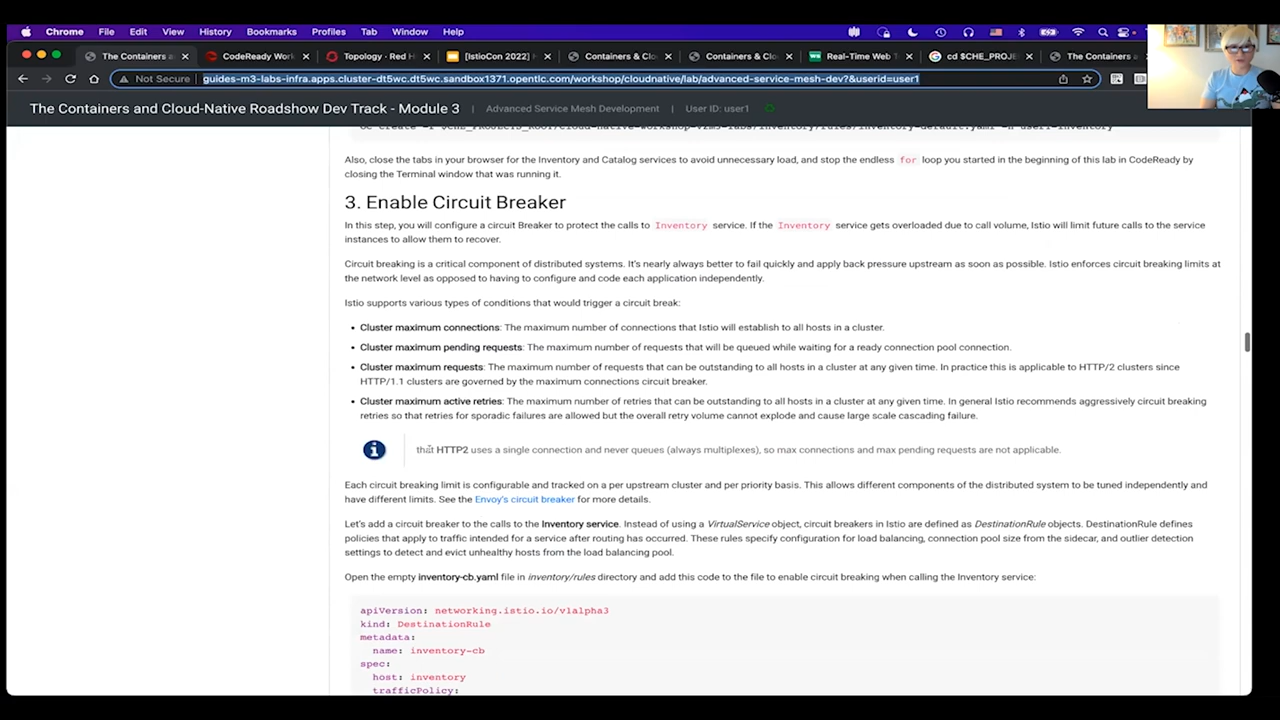 Chrome File Edit View History Bookmarks Profiles Tab Window Help
The Containers a CodeReady Wor Topology - Red H [IstioCon 2022] Containers & Clo Containers & Clo Real-Time Web cd $CHE_PROJE The Containers a
Not Secure guides-m3-labs-infra.apps.cluster-dt5wc.dt5wc.sandbox1371.opentlc.com/workshop/cloudnative/lab/advanced-service-mesh-dev?&userid=user1
The Containers and Cloud-Native Roadshow Dev Track - Module 3 Advanced Service Mesh Development User ID: user1
oc create -f $CHE_PROJECTS_ROOT/cloud-native-workshop-v2m3-labs/inventory/rules/inventory-default.yaml -n user1-inventory
Also, close the tabs in your browser for the Inventory and Catalog services to avoid unnecessary load, and stop the endless for loop you started in the beginning of this lab in CodeReady by
closing the Terminal window that was running it.
3. Enable Circuit Breaker
In this step, you will configure a circuit Breaker to protect the calls to Inventory service. If the Inventory service gets overloaded due to call volume, Istio will limit future calls to the service
instances to allow them to recover.
Circuit breaking is a critical component of distributed systems. It's nearly always better to fail quickly and apply back pressure upstream as soon as possible. Istio enforces circuit breaking limits at
the network level as opposed to having to configure and code each application independently.
Istio supports various types of conditions that would trigger a circuit break:
• Cluster maximum connections: The maximum number of connections that Istio will establish to all hosts in a cluster.
• Cluster maximum pending requests: The maximum number of requests that will be queued while waiting for a ready connection pool connection.
• Cluster maximum requests: The maximum number of requests that can be outstanding to all hosts in a cluster at any given time. In practice this is applicable to HTTP/2 clusters since
HTTP/1.1 clusters are governed by the maximum connections circuit breaker.
• Cluster maximum active retries: The maximum number of retries that can be outstanding to all hosts in a cluster at any given time. In general Istio recommends aggressively circuit breaking
retries so that retries for sporadic failures are allowed but the overall retry volume cannot explode and cause large scale cascading failure.
that HTTP2 uses a single connection and never queues (always multiplexes), so max connections and max pending requests are not applicable.
Each circuit breaking limit is configurable and tracked on a per upstream cluster and per priority basis. This allows different components of the distributed system to be tuned independently and
have different limits. See the Envoy's circuit breaker for more details.
Let's add a circuit breaker to the calls to the Inventory service. Instead of using a VirtualService object, circuit breakers in Istio are defined as DestinationRule objects. DestinationRule defines
policies that apply to traffic intended for a service after routing has occurred. These rules specify configuration for load balancing, connection pool size from the sidecar, and outlier detection
settings to detect and evict unhealthy hosts from the load balancing pool.
Open the empty inventory-cb.yaml file in inventory/rules directory and add this code to the file to enable circuit breaking when calling the Inventory service:
apiVersion: networking.istio.io/v1alpha3
kind: DestinationRule
metadata:
name: inventory-cb
spec:
host: inventory
trafficPolicy: